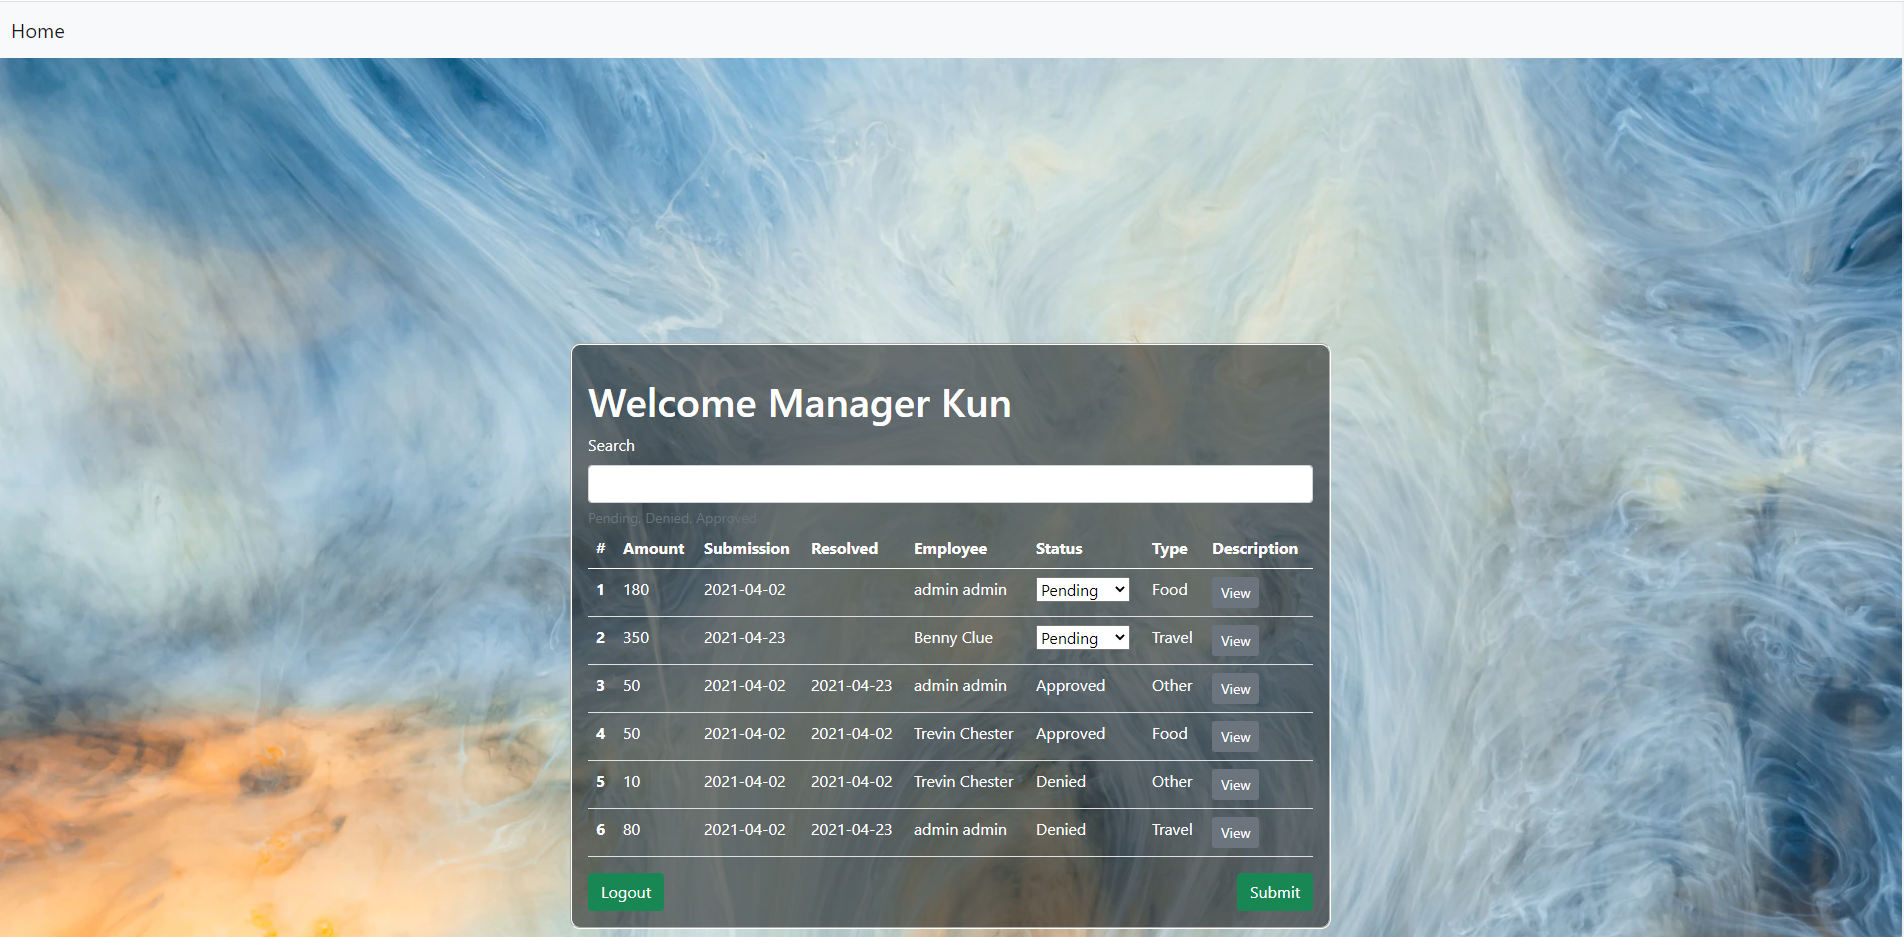 Home
Welcome Manager Kun
Search
Pending, Denied, Approved
# Amount Submission Resolved Employee Status Type Description
1 180 2021-04-02 admin admin Pending Food View
2 350 2021-04-23 Benny Clue Pending Travel View
3 50 2021-04-02 2021-04-23 admin admin Approved Other View
4 50 2021-04-02 2021-04-02 Trevin Chester Approved Food View
5 10 2021-04-02 2021-04-02 Trevin Chester Denied Other View
6 80 2021-04-02 2021-04-23 admin admin Denied Travel View
Logout Submit